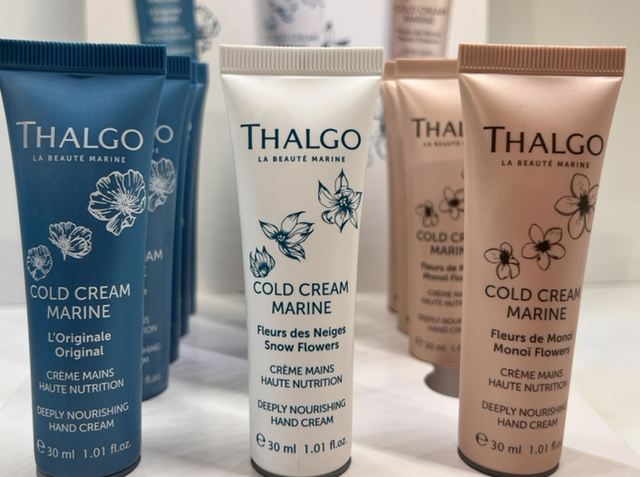 THALGO
LA BEAUTÉ MARINE
COLD CREAM
MARINE
L'Originale
Original
CRÈME MAINS
HAUTE NUTRITION
DEEPLY NOURISHING
HAND CREAM
℮ 30 ml 1.01 fl.oz.
THALGO
LA BEAUTÉ MARINE
COLD CREAM
MARINE
Fleurs des Neiges
Snow Flowers
CRÈME MAINS
HAUTE NUTRITION
DEEPLY NOURISHING
HAND CREAM
℮ 30 ml 1.01 fl.oz.
THALGO
LA BEAUTÉ MARINE
COLD CREAM
MARINE
Fleurs de Monoï
Monoï Flowers
CRÈME MAINS
HAUTE NUTRITION
DEEPLY NOURISHING
HAND CREAM
℮ 30 ml 1.01 fl.oz.